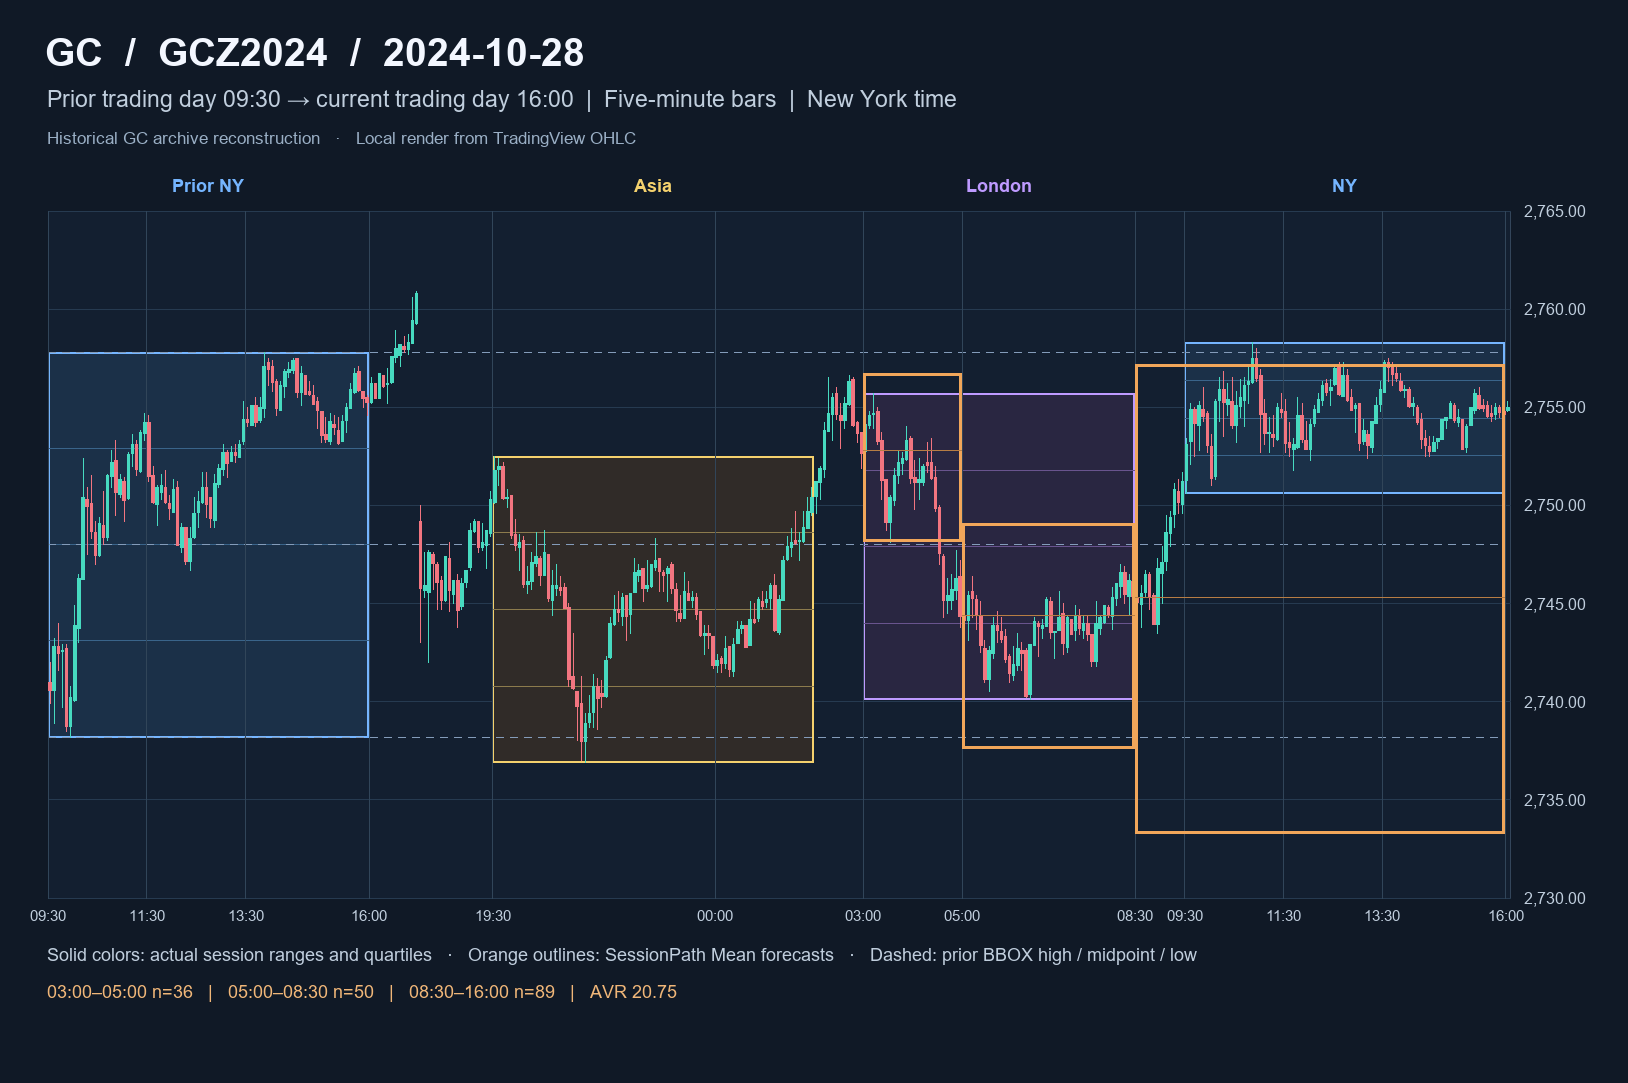 GC / GCZ2024 / 2024-10-28
Prior trading day 09:30 → current trading day 16:00 | Five-minute bars | New York time
Historical GC archive reconstruction · Local render from TradingView OHLC
Prior NY Asia London NY
2,765.00
2,760.00
2,755.00
2,750.00
2,745.00
2,740.00
2,735.00
2,730.00
09:30 11:30 13:30 16:00 19:30 00:00 03:00 05:00 08:30 09:30 11:30 13:30 16:00
Solid colors: actual session ranges and quartiles · Orange outlines: SessionPath Mean forecasts · Dashed: prior BBOX high / midpoint / low
03:00–05:00 n=36 | 05:00–08:30 n=50 | 08:30–16:00 n=89 | AVR 20.75